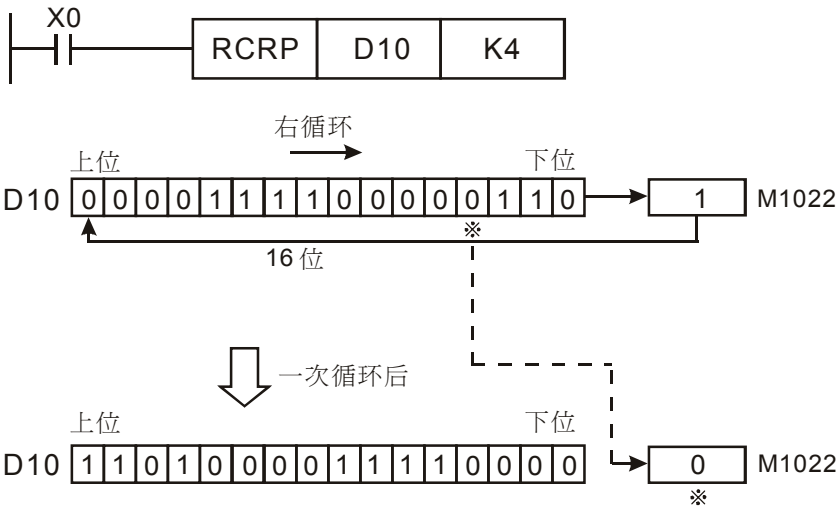 X0
RCRP D10 K4
右循环
上位 下位
D10 0 0 0 0 1 1 1 1 0 0 0 0 0 1 1 0 1 M1022
※
16 位
一次循环后
上位 下位
D10 1 1 0 1 0 0 0 0 1 1 1 1 0 0 0 0 0 M1022
※